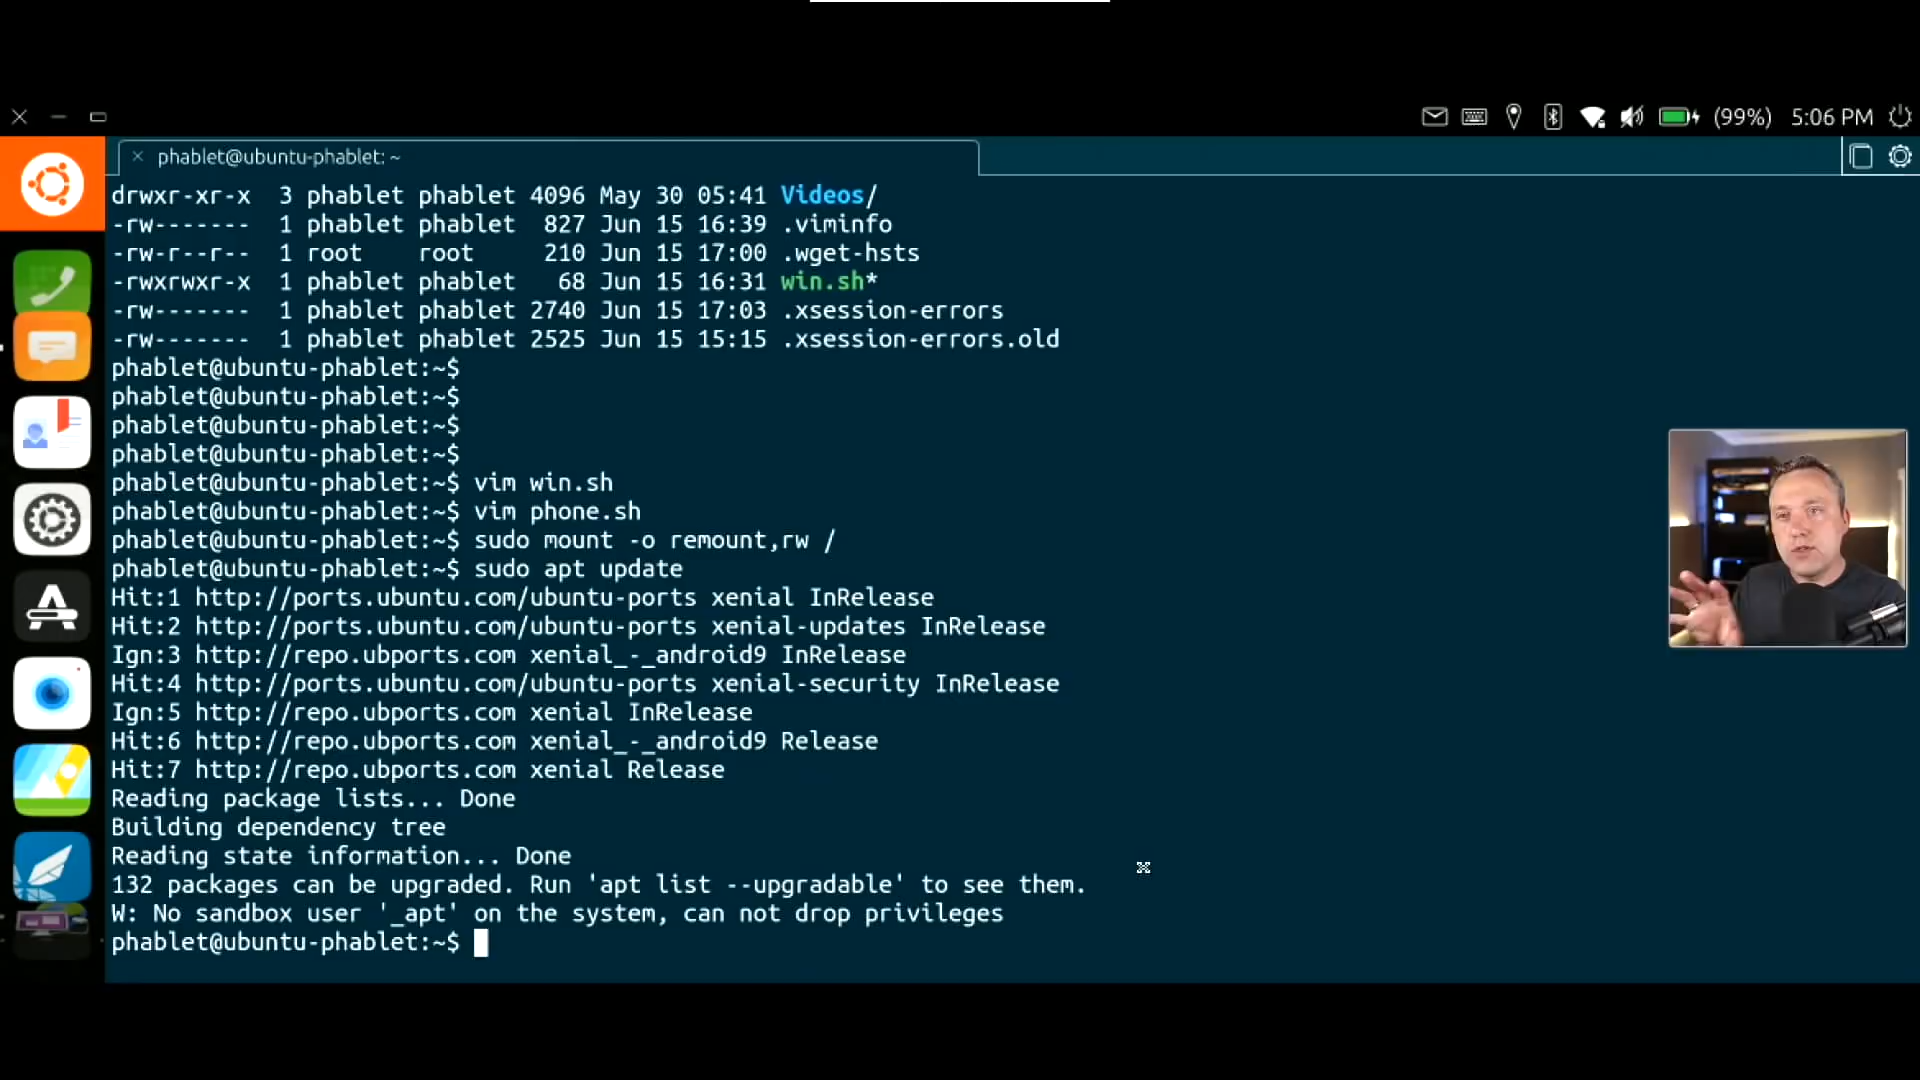 (99%) 5:06 PM
phablet@ubuntu-phablet: ~
drwxr-xr-x 3 phablet phablet 4096 May 30 05:41 Videos/
-rw------- 1 phablet phablet 827 Jun 15 16:39 .viminfo
-rw-r--r-- 1 root root 210 Jun 15 17:00 .wget-hsts
-rwxrwxr-x 1 phablet phablet 68 Jun 15 16:31 win.sh*
-rw------- 1 phablet phablet 2740 Jun 15 17:03 .xsession-errors
-rw------- 1 phablet phablet 2525 Jun 15 15:15 .xsession-errors.old
phablet@ubuntu-phablet:~$
phablet@ubuntu-phablet:~$
phablet@ubuntu-phablet:~$
phablet@ubuntu-phablet:~$
phablet@ubuntu-phablet:~$ vim win.sh
phablet@ubuntu-phablet:~$ vim phone.sh
phablet@ubuntu-phablet:~$ sudo mount -o remount,rw /
phablet@ubuntu-phablet:~$ sudo apt update
Hit:1 http://ports.ubuntu.com/ubuntu-ports xenial InRelease
Hit:2 http://ports.ubuntu.com/ubuntu-ports xenial-updates InRelease
Ign:3 http://repo.ubports.com xenial_-_android9 InRelease
Hit:4 http://ports.ubuntu.com/ubuntu-ports xenial-security InRelease
Ign:5 http://repo.ubports.com xenial InRelease
Hit:6 http://repo.ubports.com xenial_-_android9 Release
Hit:7 http://repo.ubports.com xenial Release
Reading package lists... Done
Building dependency tree
Reading state information... Done
132 packages can be upgraded. Run 'apt list --upgradable' to see them.
W: No sandbox user '_apt' on the system, can not drop privileges
phablet@ubuntu-phablet:~$